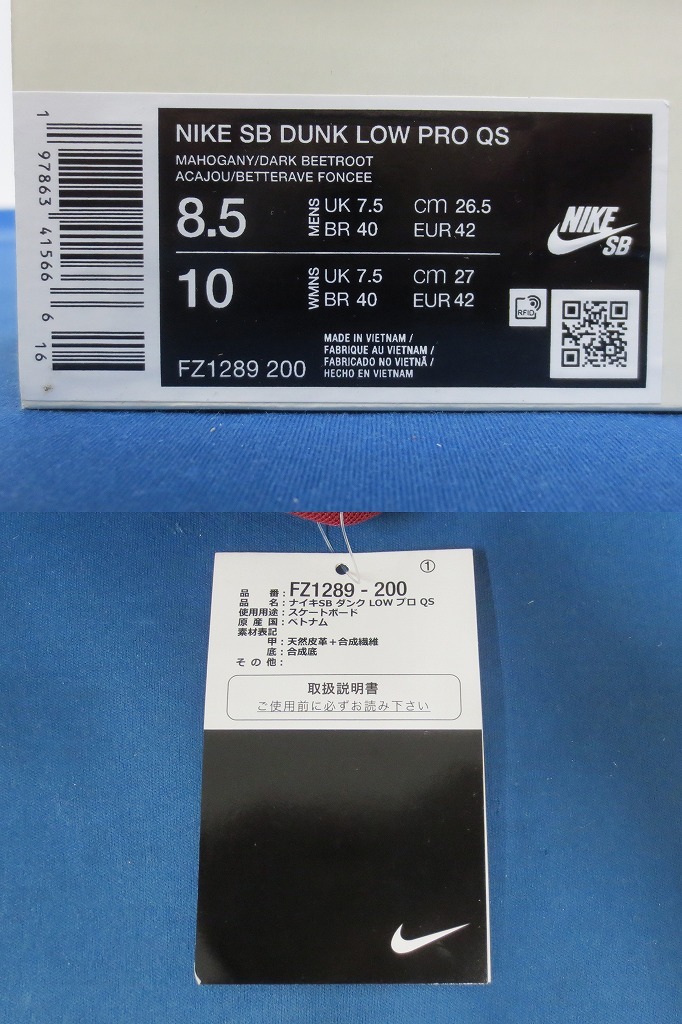 1 97863 41566 6 16
NIKE SB DUNK LOW PRO QS
MAHOGANY/DARK BEETROOT
ACAJOU/BETTERAVE FONCEE
8.5 MENS UK 7.5 cm 26.5
BR 40 EUR 42
10 WMNS UK 7.5 cm 27
BR 40 EUR 42
NIKE
SB
RFID
MADE IN VIETNAM /
FABRIQUE AU VIETNAM /
FABRICADO NO VIETNÃ /
HECHO EN VIETNAM
FZ1289 200
①
品 番：FZ1289 - 200
品 名：ナイキSB ダンク LOW プロ QS
使用用途：スケートボード
原 産 国：ベトナム
素材表記
甲：天然皮革＋合成繊維
底：合成底
そ の 他：
取扱説明書
ご使用前に必ずお読み下さい